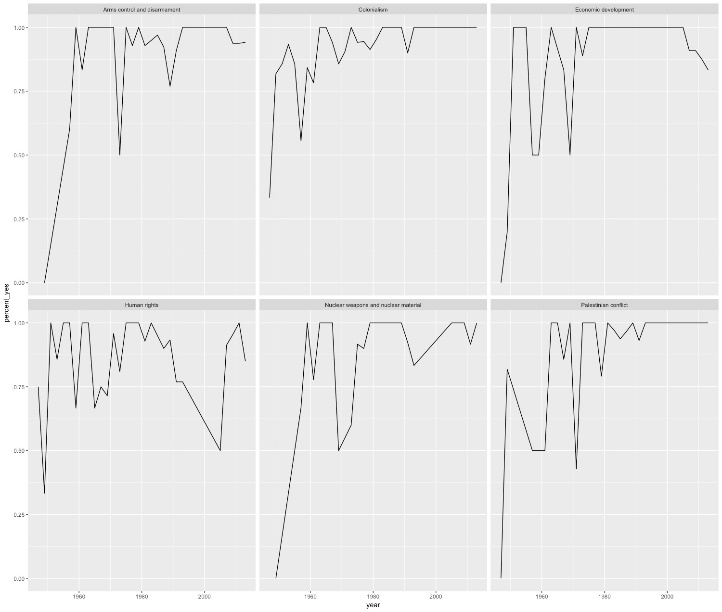 Arms control and disarmament
Colonialism
Economic development
1.00
0.75
0.50
0.25
0.00
Human rights
Nuclear weapons and nuclear material
Palestinian conflict
1.00
0.75
0.50
0.25
0.00
percent_yes
1960
1980
2000
1960
1980
2000
1960
1980
2000
year